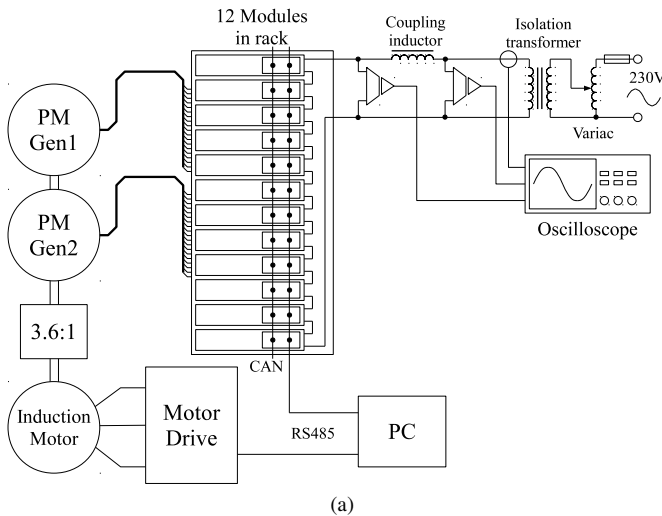 12 Modules
in rack
Coupling
inductor
Isolation
transformer
230V
Variac
PM
Gen1
PM
Gen2
Oscilloscope
3.6:1
CAN
Induction
Motor
Motor
Drive
RS485
PC
(a)